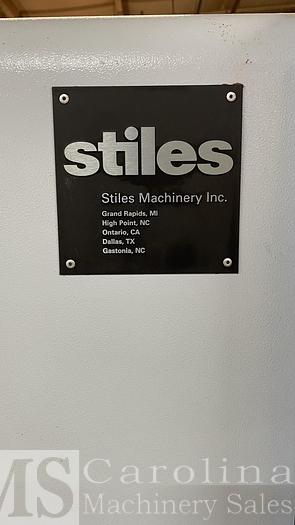 stiles
Stiles Machinery Inc.
Grand Rapids, MI
High Point, NC
Ontario, CA
Dallas, TX
Gastonia, NC
MS Carolina
Machinery Sales